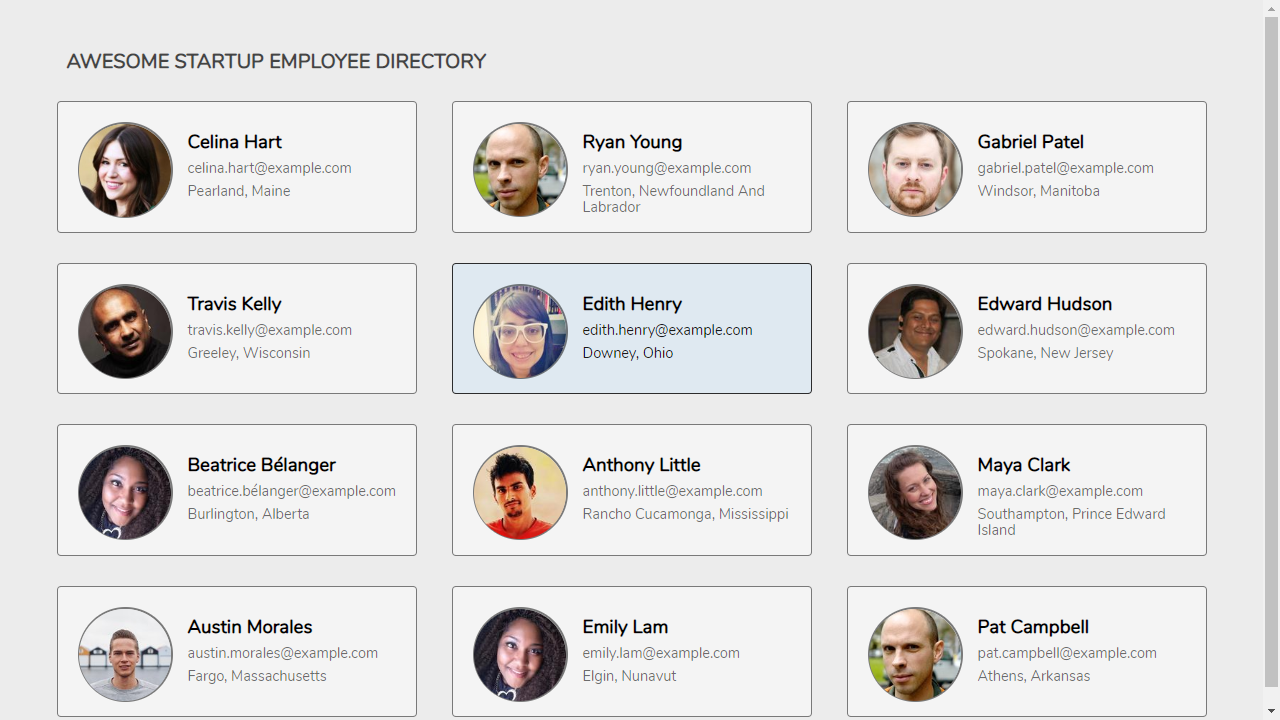 AWESOME STARTUP EMPLOYEE DIRECTORY
Celina Hart
celina.hart@example.com
Pearland, Maine
Ryan Young
ryan.young@example.com
Trenton, Newfoundland And
Labrador
Gabriel Patel
gabriel.patel@example.com
Windsor, Manitoba
Travis Kelly
travis.kelly@example.com
Greeley, Wisconsin
Edith Henry
edith.henry@example.com
Downey, Ohio
Edward Hudson
edward.hudson@example.com
Spokane, New Jersey
Beatrice Bélanger
beatrice.bélanger@example.com
Burlington, Alberta
Anthony Little
anthony.little@example.com
Rancho Cucamonga, Mississippi
Maya Clark
maya.clark@example.com
Southampton, Prince Edward
Island
Austin Morales
austin.morales@example.com
Fargo, Massachusetts
Emily Lam
emily.lam@example.com
Elgin, Nunavut
Pat Campbell
pat.campbell@example.com
Athens, Arkansas